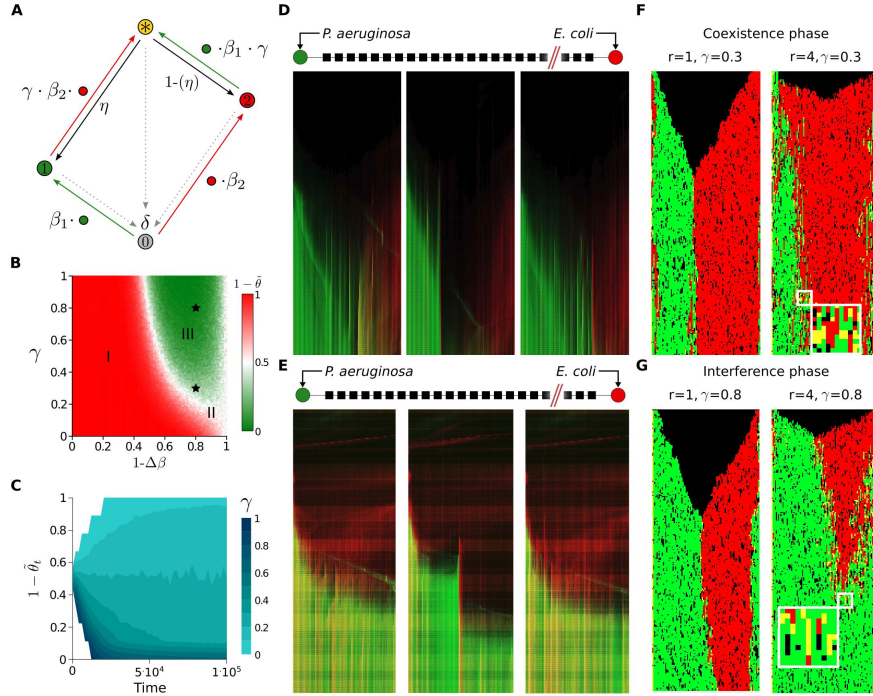 A
*
·β₁·γ
γ·β₂·
1-(η)
η
2
1
·β₂
β₁·
δ
0
B
1
0.8
0.6
0.4
0.2
0
γ
I
II
III
0 0.2 0.4 0.6 0.8 1
1-Δβ
1 − θ̃
1
0.5
0
C
1
0.8
0.6
0.4
0.2
0
1 − θ̃ₜ
0 5·10⁴ 1·10⁵
Time
γ
1
0.8
0.6
0.4
0.2
0
D
P. aeruginosa E. coli
E
P. aeruginosa E. coli
F
Coexistence phase
r=1, γ=0.3 r=4, γ=0.3
G
Interference phase
r=1, γ=0.8 r=4, γ=0.8